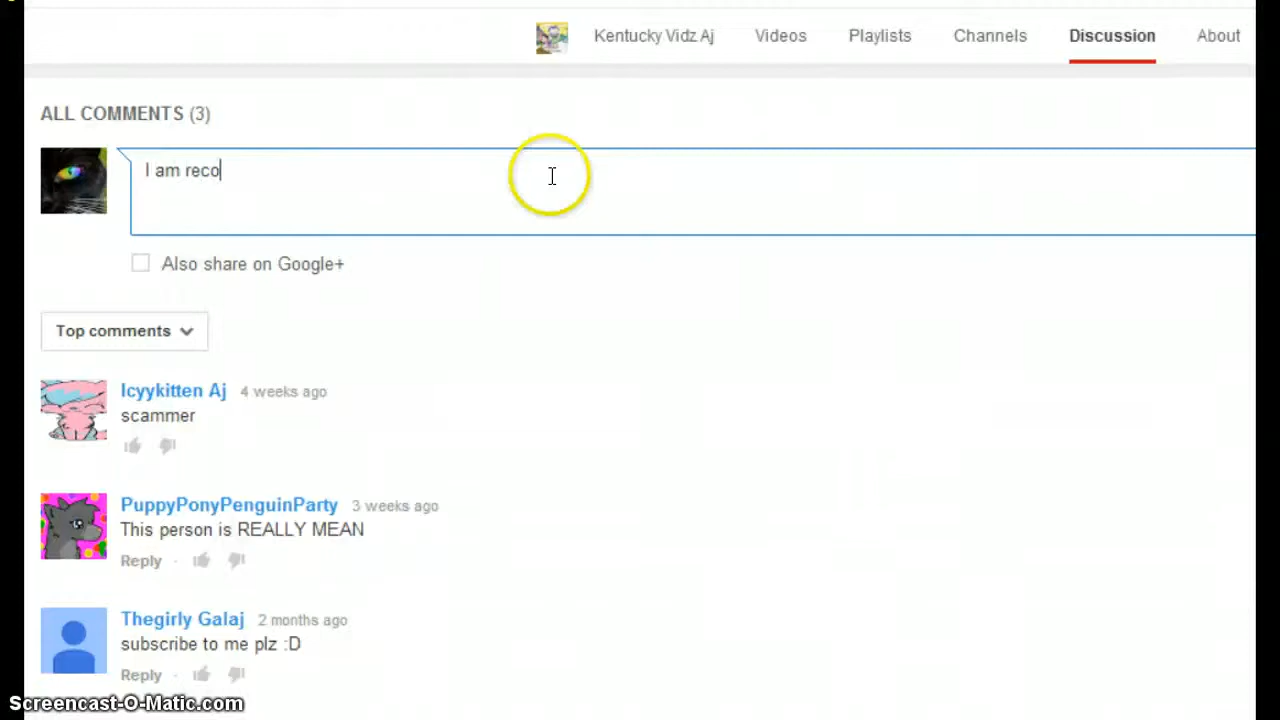 Kentucky Vidz Aj Videos Playlists Channels Discussion About
ALL COMMENTS (3)
I am reco
Also share on Google+
Top comments
Icyykitten Aj 4 weeks ago
scammer
PuppyPonyPenguinParty 3 weeks ago
This person is REALLY MEAN
Reply ·
Thegirly Galaj 2 months ago
subscribe to me plz :D
Reply ·
Screencast-O-Matic.com